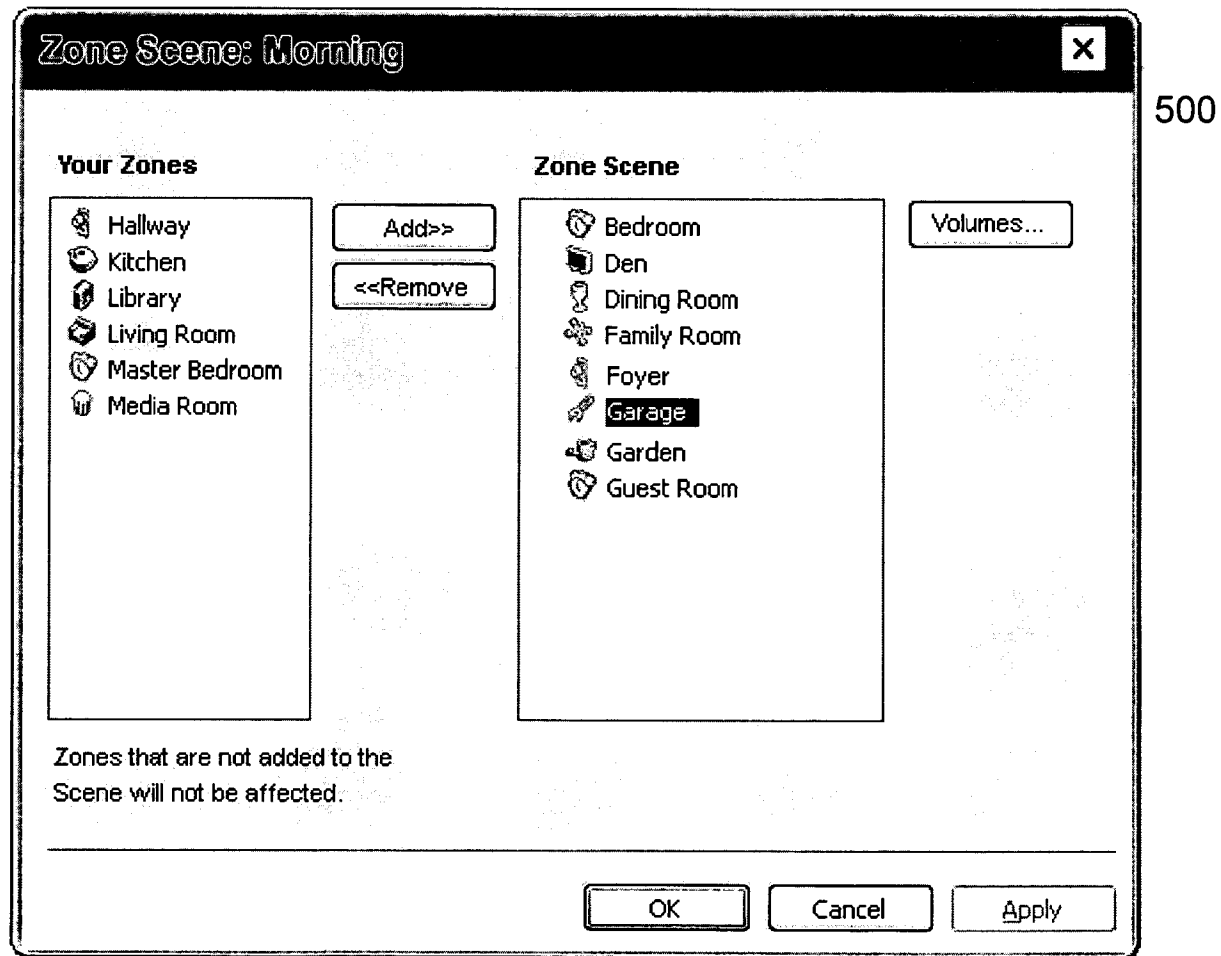 Zone Scene: Morning
500
Your Zones
Hallway
Kitchen
Library
Living Room
Master Bedroom
Media Room
Add>>
<<Remove
Zone Scene
Bedroom
Den
Dining Room
Family Room
Foyer
Garage
Garden
Guest Room
Volumes...
Zones that are not added to the
Scene will not be affected.
OK
Cancel
Apply